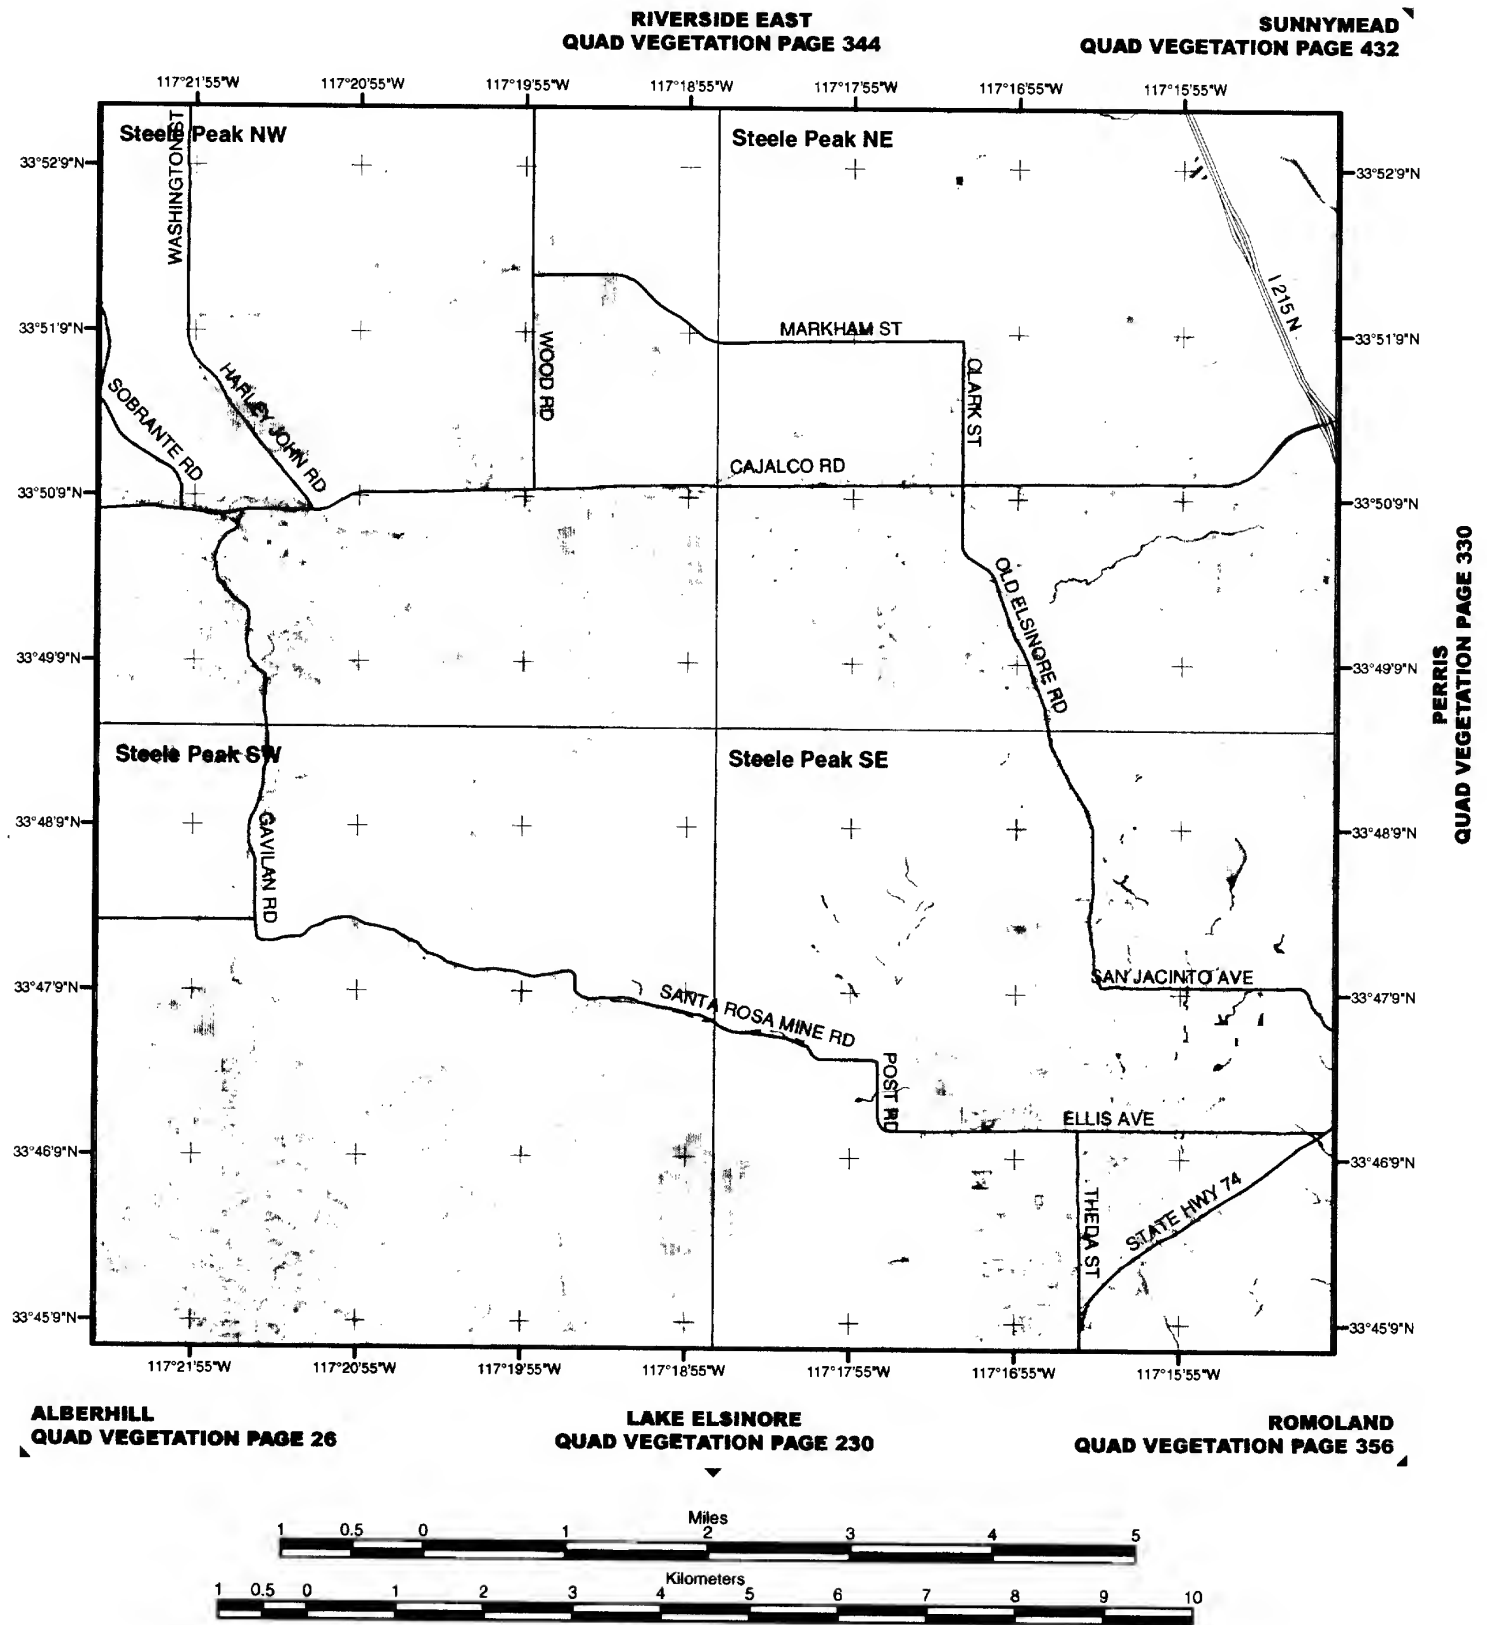 RIVERSIDE EAST
QUAD VEGETATION PAGE 344
SUNNYMEAD
QUAD VEGETATION PAGE 432
117°21'55"W
117°20'55"W
117°19'55"W
117°18'55"W
117°17'55"W
117°16'55"W
117°15'55"W
Steele Peak NW
Steele Peak NE
33°52'9"N
33°52'9"N
WASHINGTON ST
I 215 N
33°51'9"N
MARKHAM ST
33°51'9"N
WOOD RD
CLARK ST
HARLEY JOHN RD
SOBRANTE RD
CAJALCO RD
33°50'9"N
33°50'9"N
OLD ELSINORE RD
33°49'9"N
33°49'9"N
PERRIS
QUAD VEGETATION PAGE 330
Steele Peak SW
Steele Peak SE
33°48'9"N
33°48'9"N
GAVILAN RD
SAN JACINTO AVE
33°47'9"N
33°47'9"N
SANTA ROSA MINE RD
POST RD
ELLIS AVE
33°46'9"N
33°46'9"N
THEDA ST
STATE HWY 74
33°45'9"N
33°45'9"N
117°21'55"W
117°20'55"W
117°19'55"W
117°18'55"W
117°17'55"W
117°16'55"W
117°15'55"W
ALBERHILL
QUAD VEGETATION PAGE 26
LAKE ELSINORE
QUAD VEGETATION PAGE 230
ROMOLAND
QUAD VEGETATION PAGE 356
Miles
1 0.5 0 1 2 3 4 5
Kilometers
1 0.5 0 1 2 3 4 5 6 7 8 9 10